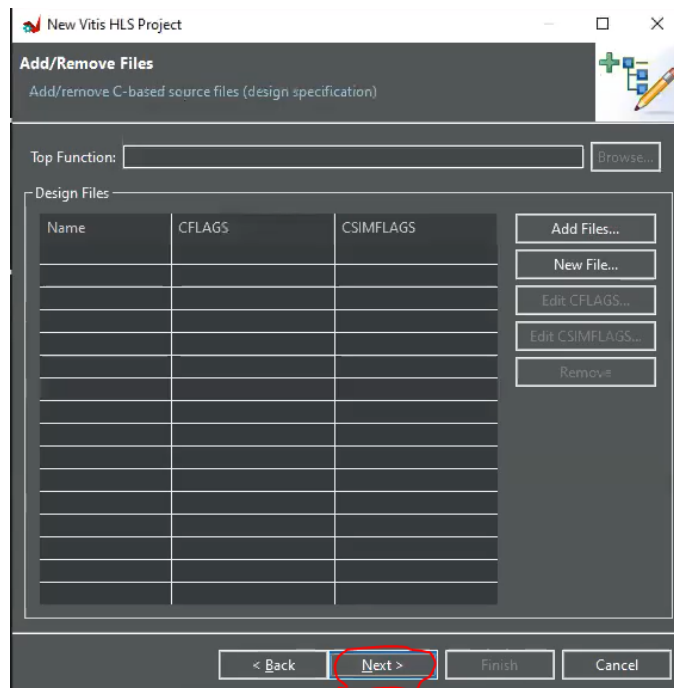 New Vitis HLS Project
Add/Remove Files
Add/remove C-based source files (design specification)
Top Function: Browse...
Design Files
Name CFLAGS CSIMFLAGS Add Files...
New File...
Edit CFLAGS...
Edit CSIMFLAGS...
Remove
< Back Next > Finish Cancel